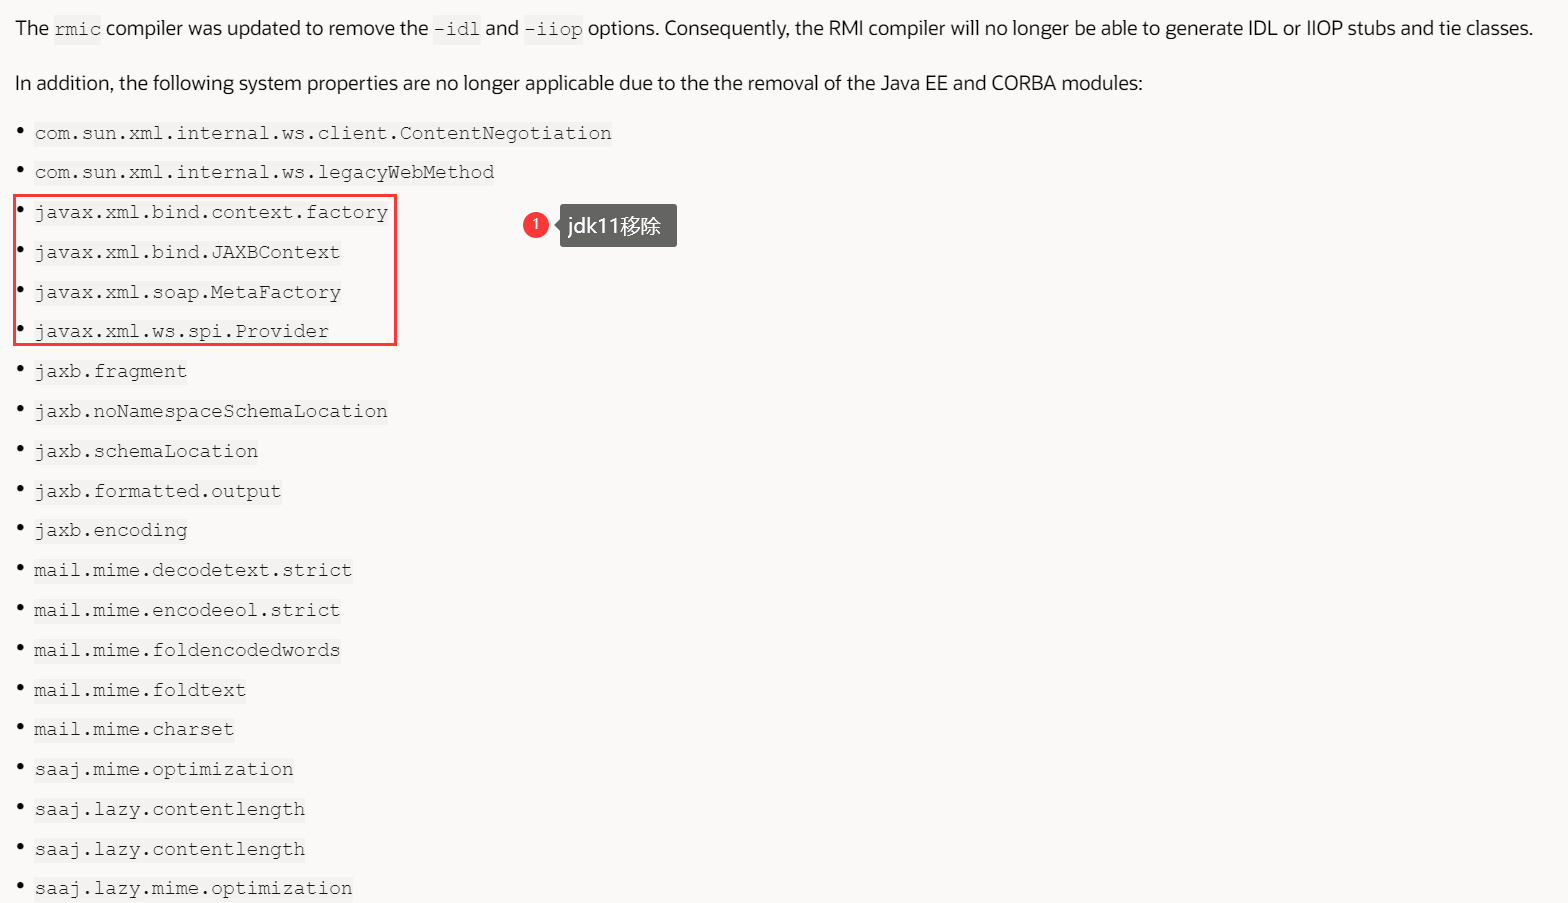 The rmic compiler was updated to remove the -idl and -iiop options. Consequently, the RMI compiler will no longer be able to generate IDL or IIOP stubs and tie classes.
In addition, the following system properties are no longer applicable due to the the removal of the Java EE and CORBA modules:
• com.sun.xml.internal.ws.client.ContentNegotiation
• com.sun.xml.internal.ws.legacyWebMethod
• javax.xml.bind.context.factory
1 jdk11移除
• javax.xml.bind.JAXBContext
• javax.xml.soap.MetaFactory
• javax.xml.ws.spi.Provider
• jaxb.fragment
• jaxb.noNamespaceSchemaLocation
• jaxb.schemaLocation
• jaxb.formatted.output
• jaxb.encoding
• mail.mime.decodetext.strict
• mail.mime.encodeeol.strict
• mail.mime.foldencodedwords
• mail.mime.foldtext
• mail.mime.charset
• saaj.mime.optimization
• saaj.lazy.contentlength
• saaj.lazy.contentlength
• saaj.lazy.mime.optimization